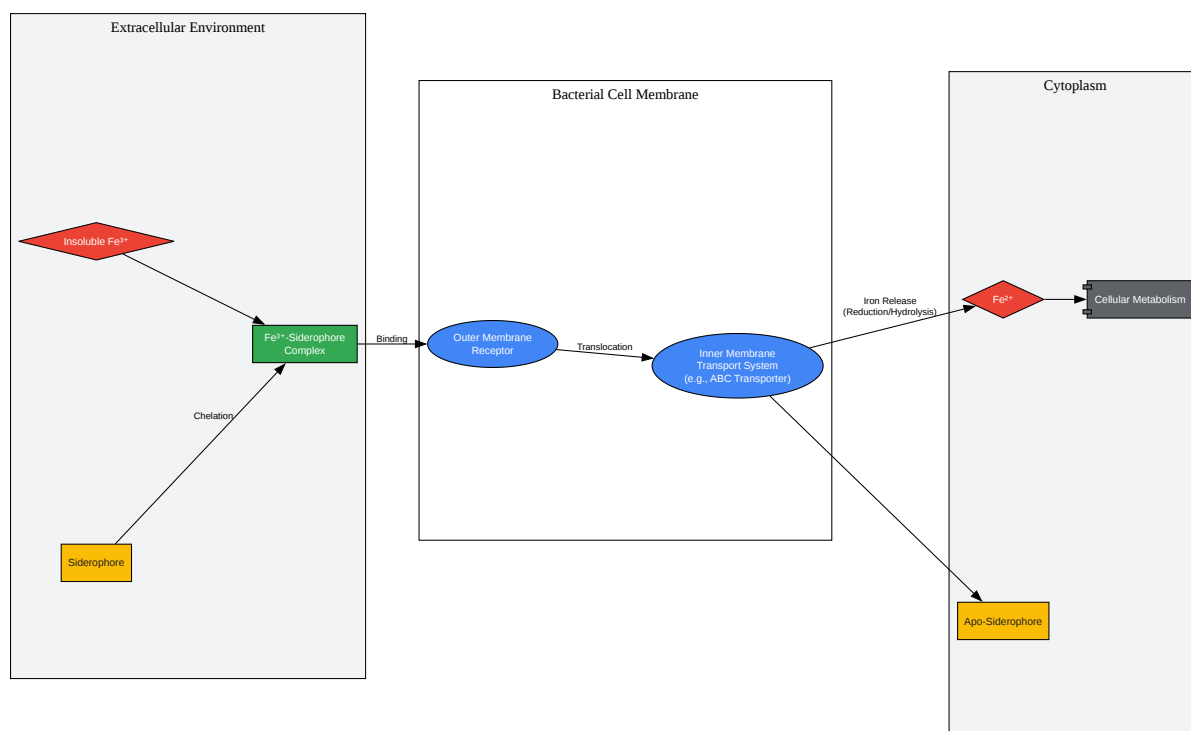 Extracellular Environment
Insoluble Fe³⁺
Fe³⁺-Siderophore
Complex
Chelation
Siderophore
Binding
Bacterial Cell Membrane
Outer Membrane
Receptor
Translocation
Inner Membrane
Transport System
(e.g., ABC Transporter)
Iron Release
(Reduction/Hydrolysis)
Cytoplasm
Fe²⁺
Cellular Metabolism
Apo-Siderophore